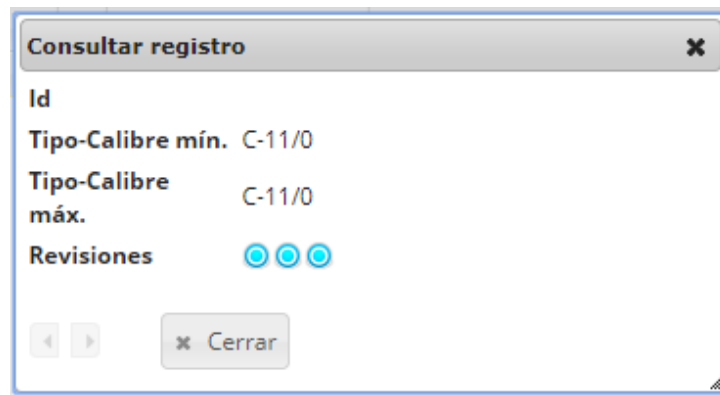 Consultar registro
Id
Tipo-Calibre mín. C-11/0
Tipo-Calibre
máx.
C-11/0
Revisiones
Cerrar